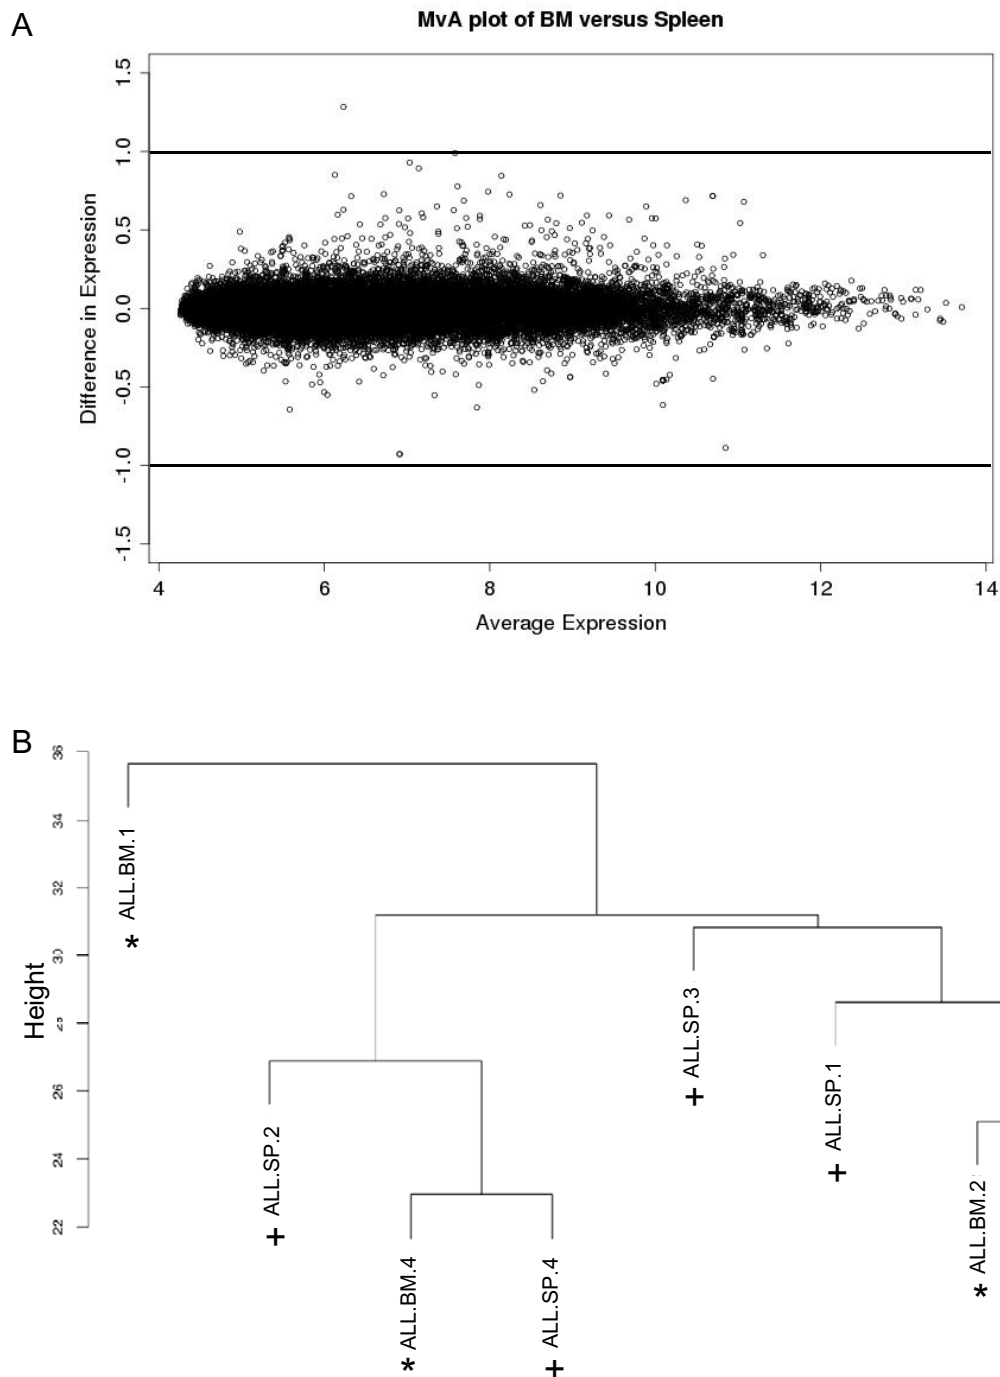 A
MvA plot of BM versus Spleen
1.5
1.0
0.5
0.0
-0.5
-1.0
-1.5
Difference in Expression
4 6 8 10 12 14
Average Expression
B
36
34
32
30
28
26
24
22
Height
* ALL.BM.1
+ ALL.SP.2
* ALL.BM.4
+ ALL.SP.4
+ ALL.SP.3
+ ALL.SP.1
* ALL.BM.2